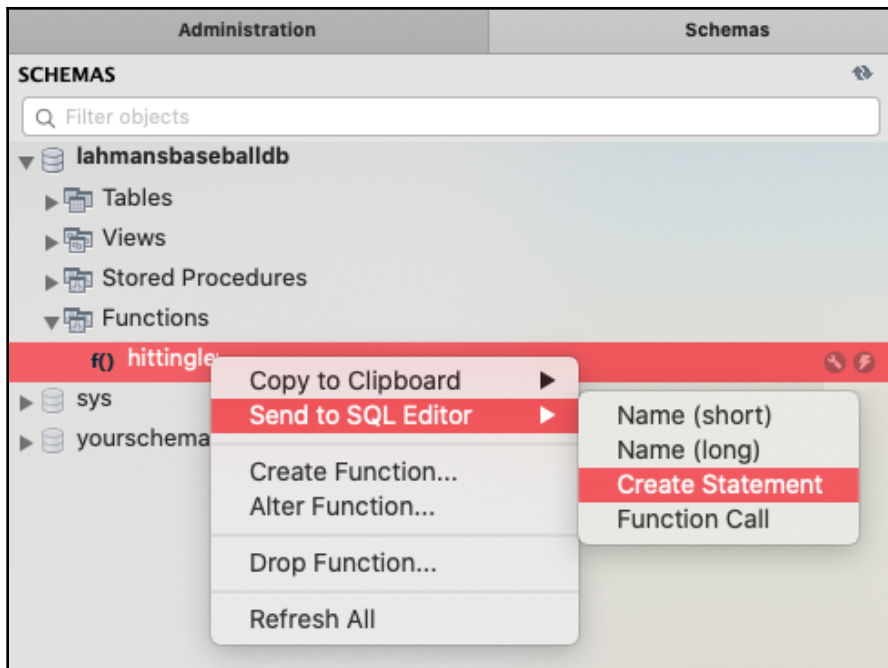 Administration
Schemas
SCHEMAS
Filter objects
lahmansbaseballdb
Tables
Views
Stored Procedures
Functions
f() hittingle
sys
yourschema
Copy to Clipboard
Send to SQL Editor
Create Function...
Alter Function...
Drop Function...
Refresh All
Name (short)
Name (long)
Create Statement
Function Call